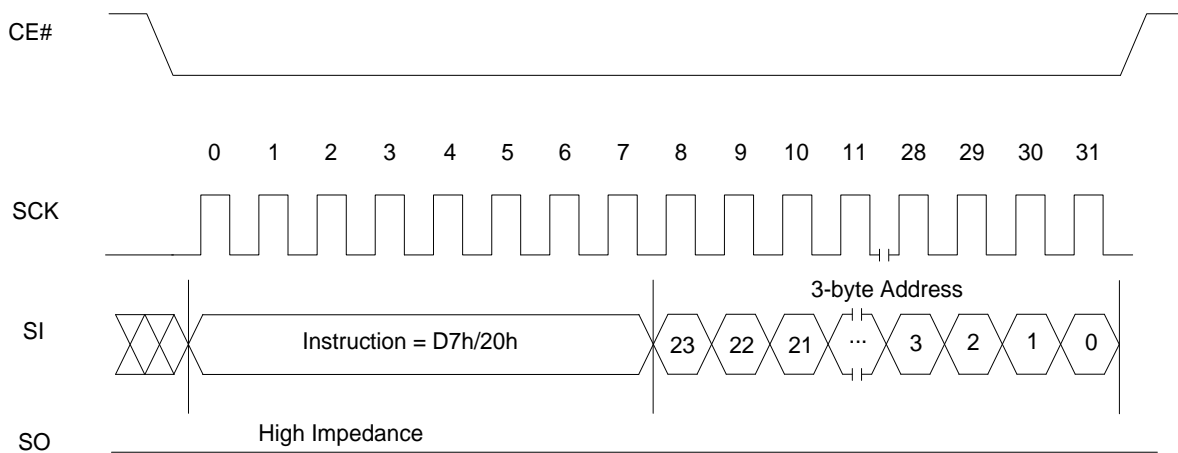 CE#
0 1 2 3 4 5 6 7 8 9 10 11 28 29 30 31
SCK
3-byte Address
SI
Instruction = D7h/20h
23 22 21 ... 3 2 1 0
High Impedance
SO